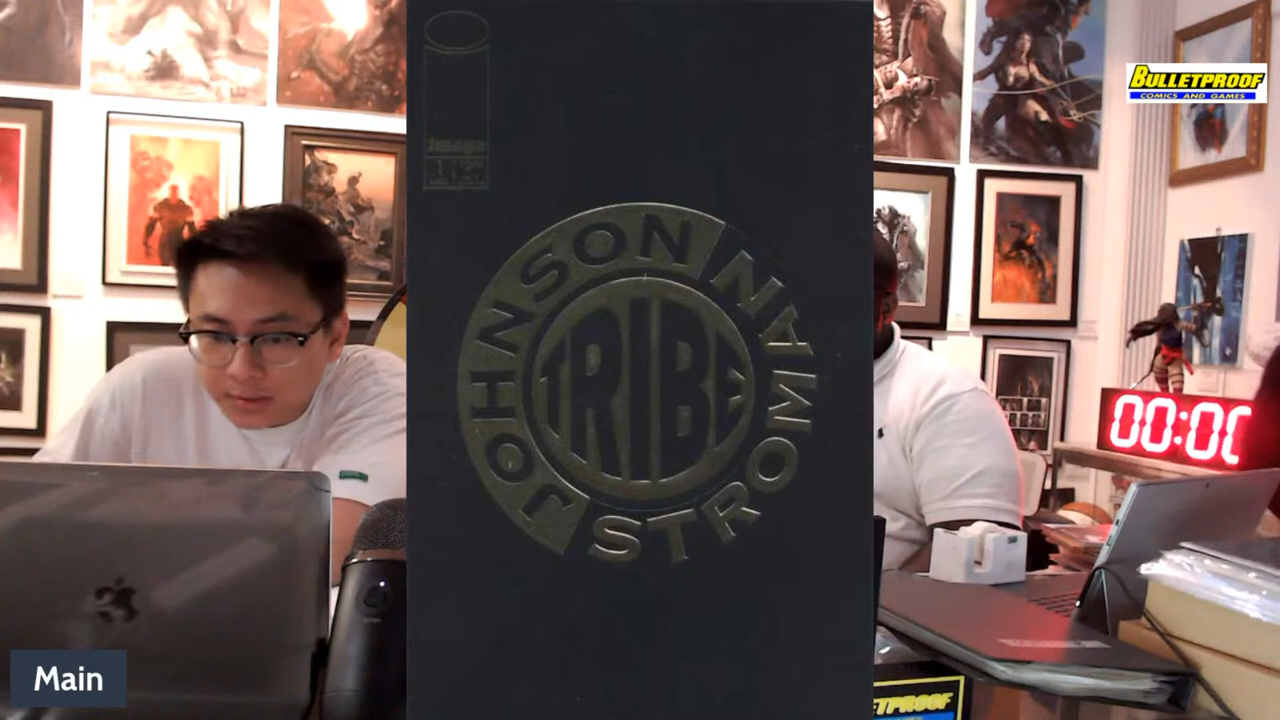 BULLETPROOF
COMICS AND GAMES
image
JOHNSON
STROMAN
TRIBE
00:00
Main